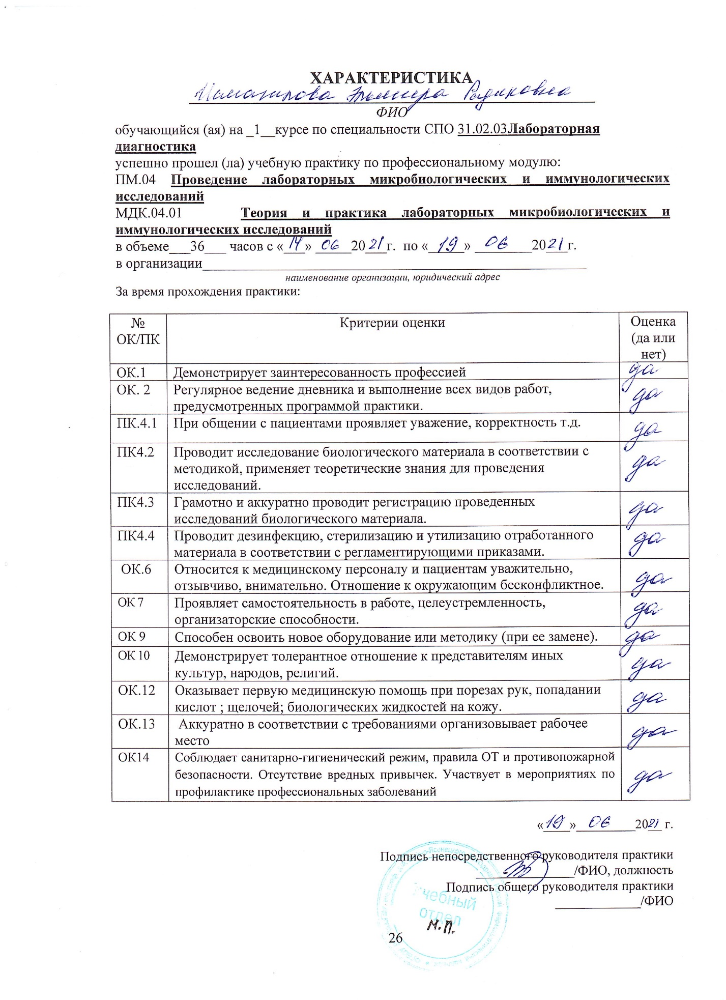 ХАРАКТЕРИСТИКА
Радиковна
ФИО
обучающийся (ая) на _1__курсе по специальности СПО 31.02.03Лабораторная
диагностика
успешно прошел (ла) учебную практику по профессиональному модулю:
ПМ.04 Проведение лабораторных микробиологических и иммунологических
исследований
МДК.04.01 Теория и практика лабораторных микробиологических и
иммунологических исследований
в объеме___36___ часов с «14» 06 2021г. по «19» 06 2021г.
в организации
наименование организации, юридический адрес
За время прохождения практики:
№ ОК/ПК Критерии оценки Оценка (да или нет)
ОК.1 Демонстрирует заинтересованность профессией да
ОК. 2 Регулярное ведение дневника и выполнение всех видов работ,
предусмотренных программой практики. да
ПК.4.1 При общении с пациентами проявляет уважение, корректность т.д. да
ПК4.2 Проводит исследование биологического материала в соответствии с
методикой, применяет теоретические знания для проведения
исследований. да
ПК4.3 Грамотно и аккуратно проводит регистрацию проведенных
исследований биологического материала. да
ПК4.4 Проводит дезинфекцию, стерилизацию и утилизацию отработанного
материала в соответствии с регламентирующими приказами. да
ОК.6 Относится к медицинскому персоналу и пациентам уважительно,
отзывчиво, внимательно. Отношение к окружающим бесконфликтное. да
ОК 7 Проявляет самостоятельность в работе, целеустремленность,
организаторские способности. да
ОК 9 Способен освоить новое оборудование или методику (при ее замене). да
ОК 10 Демонстрирует толерантное отношение к представителям иных
культур, народов, религий. да
ОК.12 Оказывает первую медицинскую помощь при порезах рук, попадании
кислот ; щелочей; биологических жидкостей на кожу. да
ОК.13 Аккуратно в соответствии с требованиями организовывает рабочее
место да
ОК14 Соблюдает санитарно-гигиенический режим, правила ОТ и противопожарной
безопасности. Отсутствие вредных привычек. Участвует в мероприятиях по
профилактике профессиональных заболеваний да
«19» 06 2021 г.
Подпись непосредственного руководителя практики
/ФИО, должность
Подпись общего руководителя практики
/ФИО
Учебный
отдел
М.П.
26